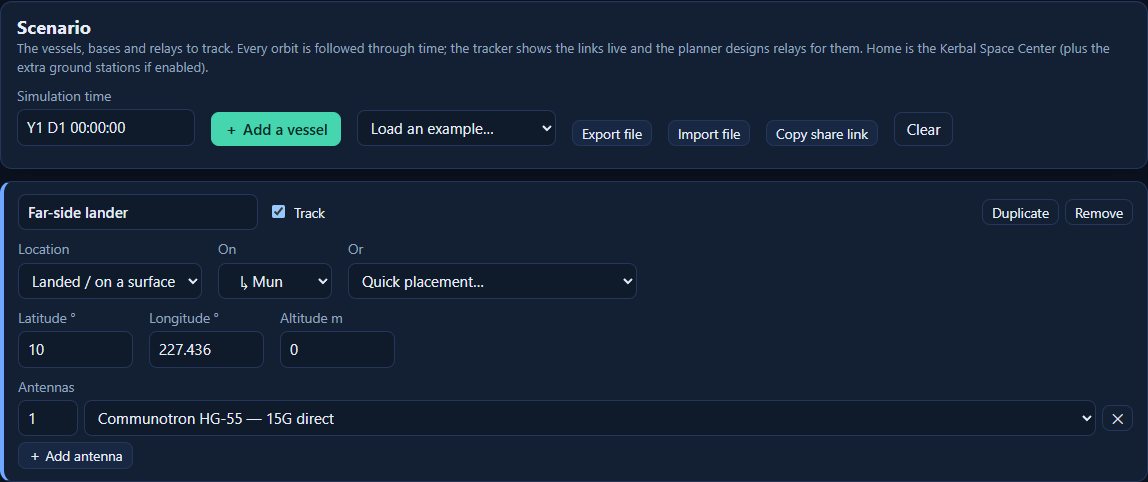 Scenario
The vessels, bases and relays to track. Every orbit is followed through time; the tracker shows the links live and the planner designs relays for them. Home is the Kerbal Space Center (plus the
extra ground stations if enabled).
Simulation time
Y1 D1 00:00:00
+ Add a vessel
Load an example...
Export file
Import file
Copy share link
Clear
Far-side lander
Track
Duplicate
Remove
Location
On
Or
Landed / on a surface
↳ Mun
Quick placement...
Latitude °
Longitude °
Altitude m
10
227.436
0
Antennas
1
Communotron HG-55 — 15G direct
×
+ Add antenna